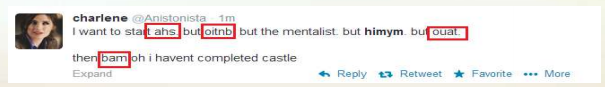 charlene @Anistonista · 1m
I want to start ahs. but oitnb. but the mentalist. but himym. but ouat.
then bam oh i havent completed castle
Expand Reply Retweet Favorite More